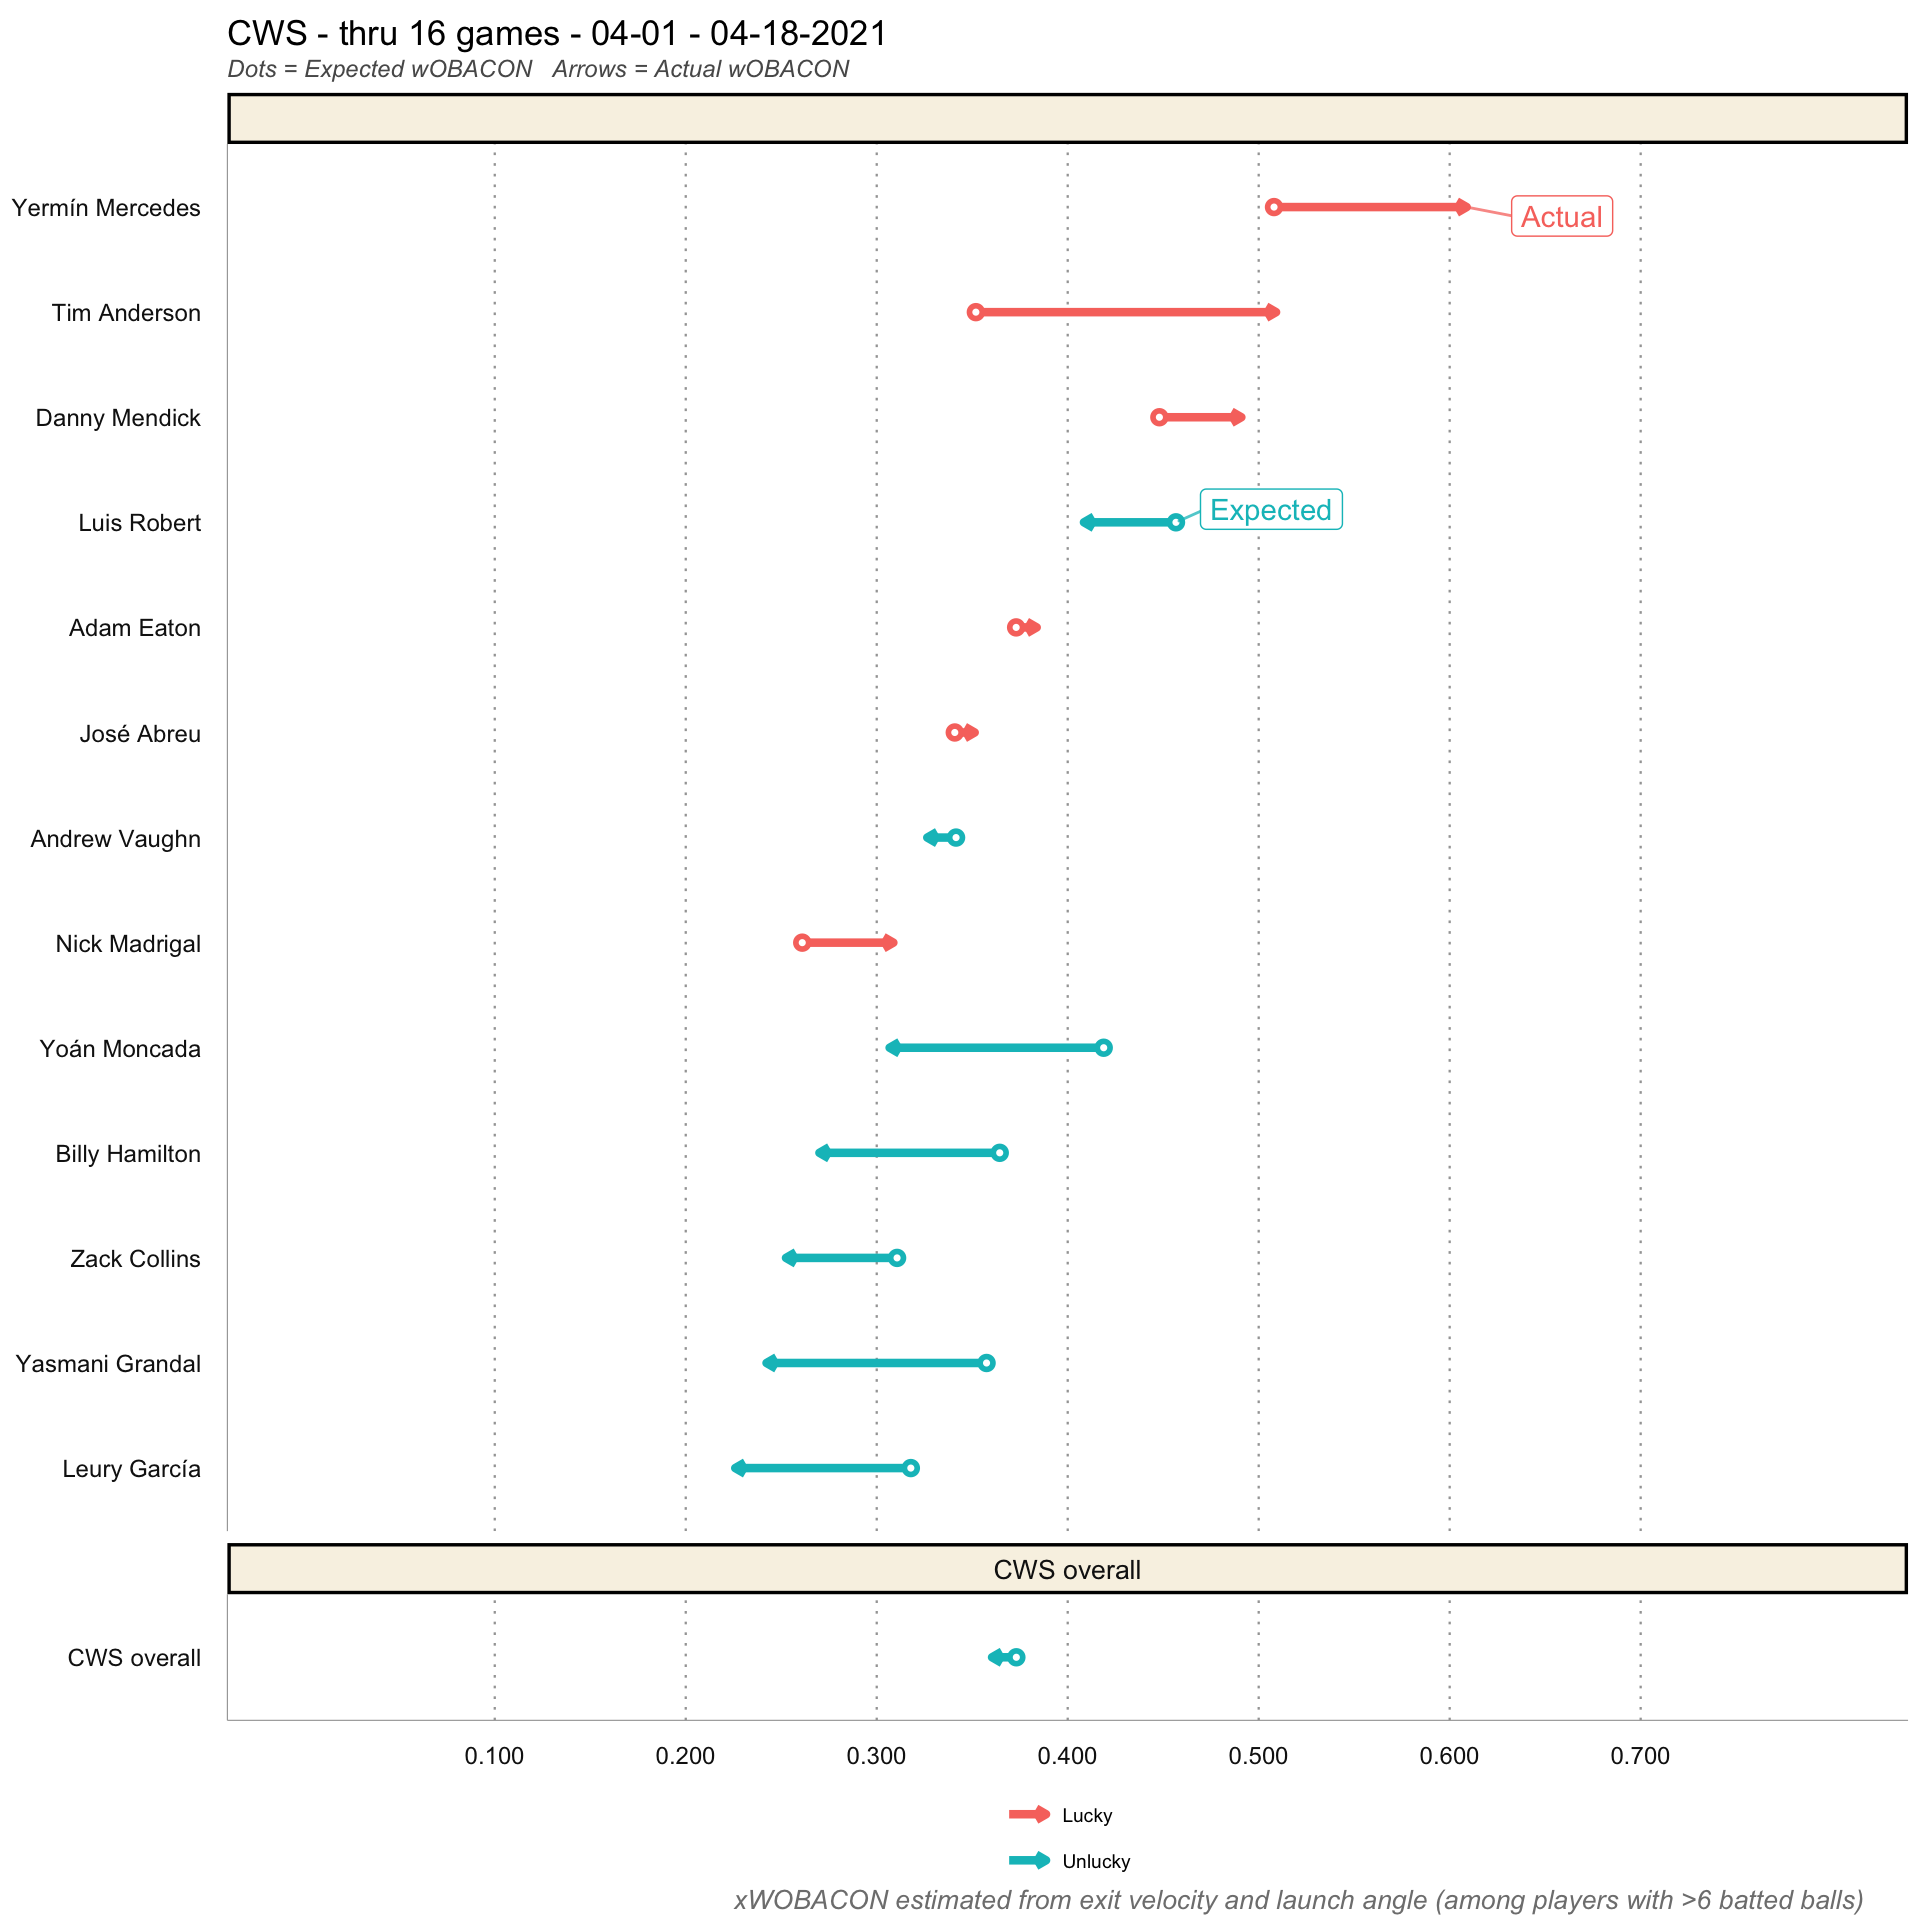 CWS - thru 16 games - 04-01 - 04-18-2021
Dots = Expected wOBACON   Arrows = Actual wOBACON
Yermín Mercedes
Actual
Tim Anderson
Danny Mendick
Luis Robert
Expected
Adam Eaton
José Abreu
Andrew Vaughn
Nick Madrigal
Yoán Moncada
Billy Hamilton
Zack Collins
Yasmani Grandal
Leury García
CWS overall
CWS overall
0.100 0.200 0.300 0.400 0.500 0.600 0.700
Lucky
Unlucky
xWOBACON estimated from exit velocity and launch angle (among players with >6 batted balls)